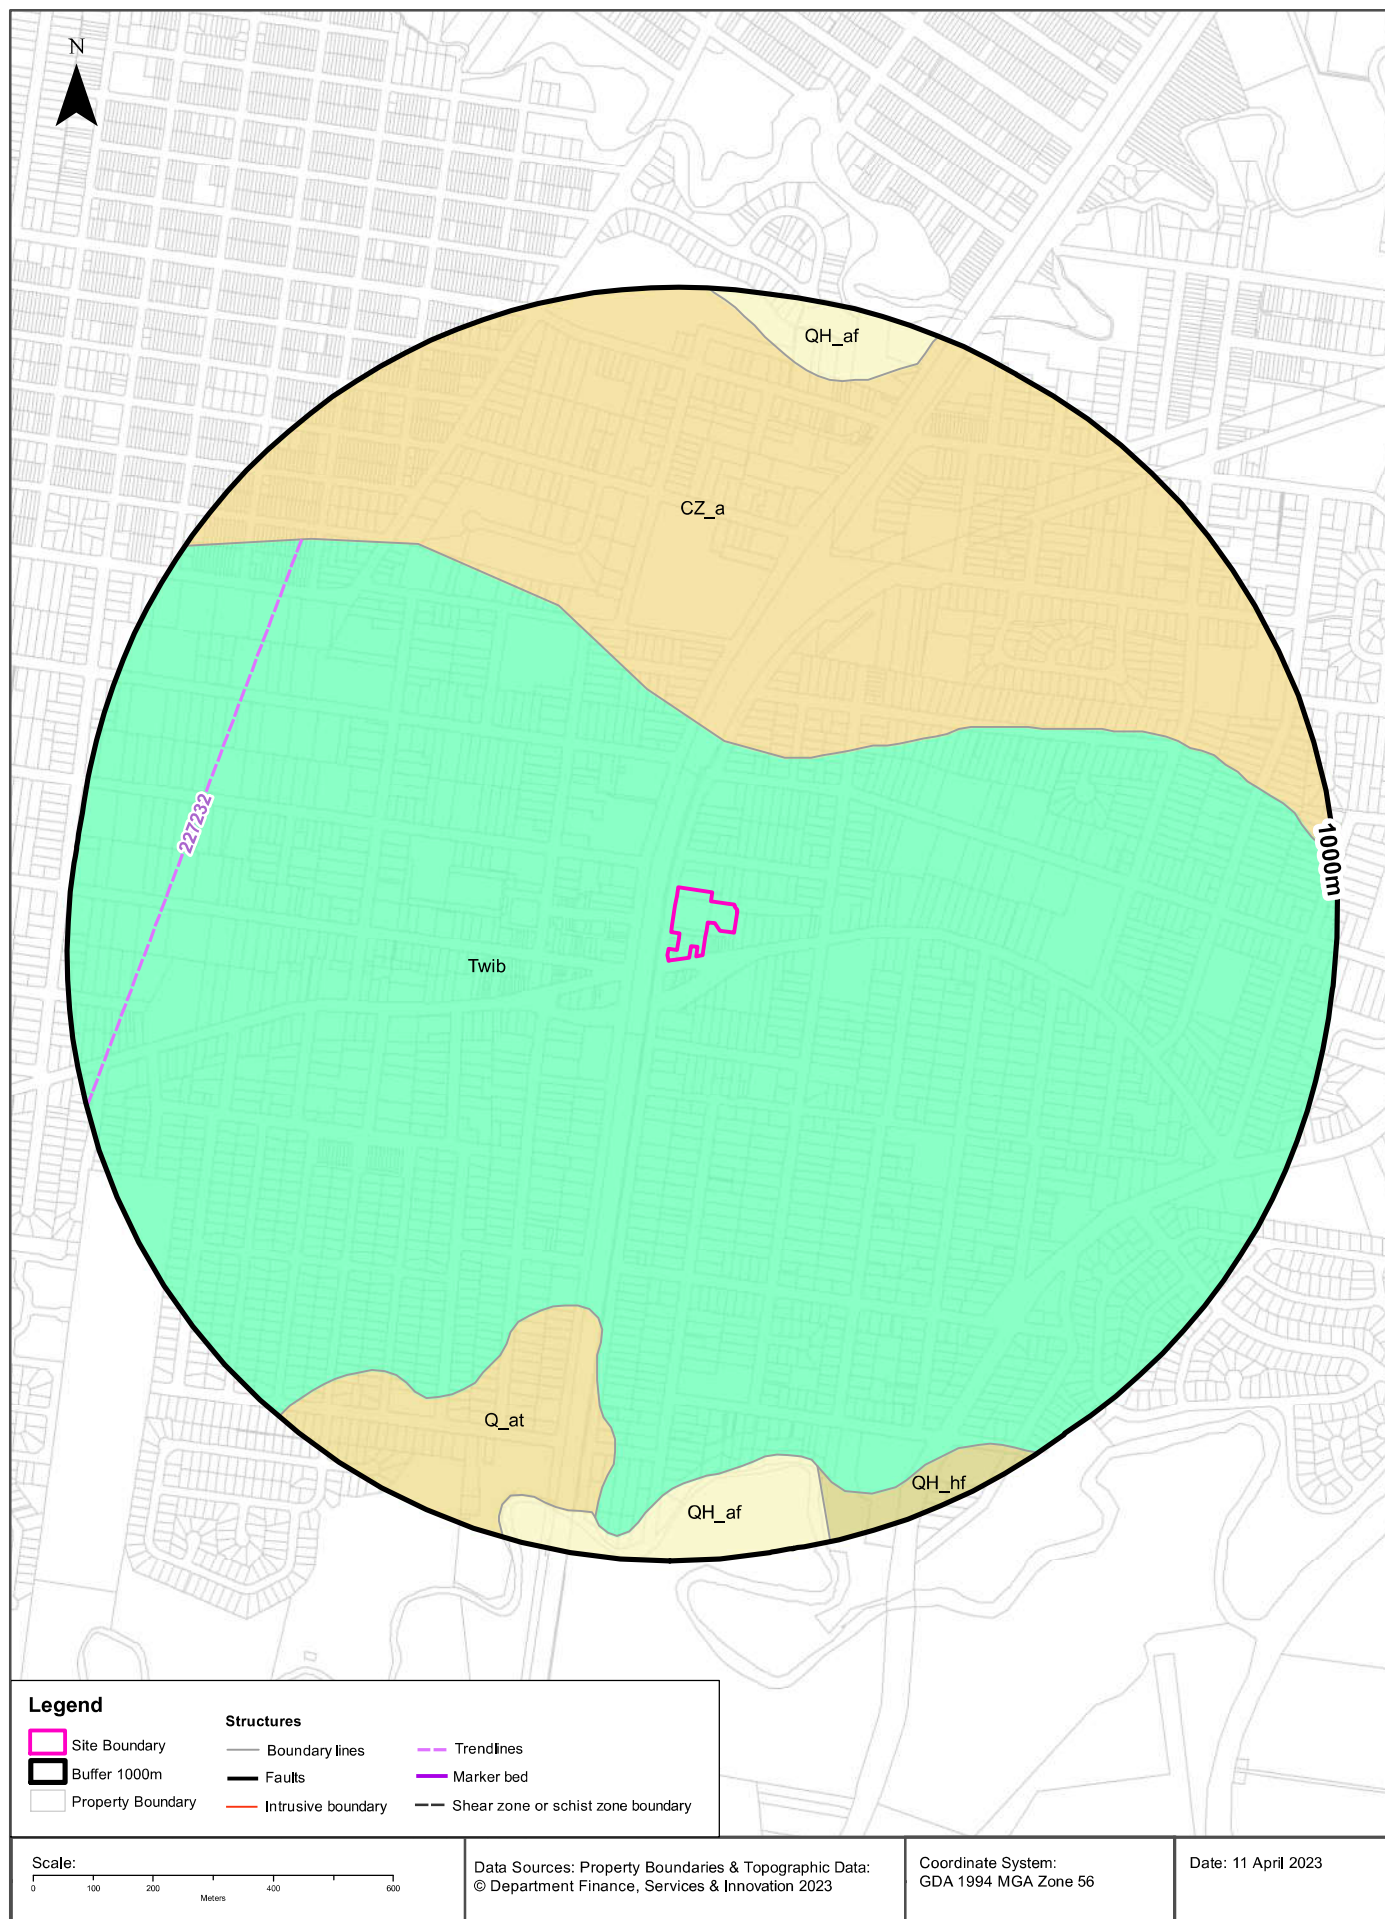 N
QH_af
CZ_a
227232
1000m
Twib
Q_at
QH_hf
QH_af
Legend
Site Boundary
Buffer 1000m
Property Boundary
Structures
Boundary lines
Faults
Intrusive boundary
Trendlines
Marker bed
Shear zone or schist zone boundary
Scale:
0 100 200 400 600
Meters
Data Sources: Property Boundaries & Topographic Data:
© Department Finance, Services & Innovation 2023
Coordinate System:
GDA 1994 MGA Zone 56
Date: 11 April 2023